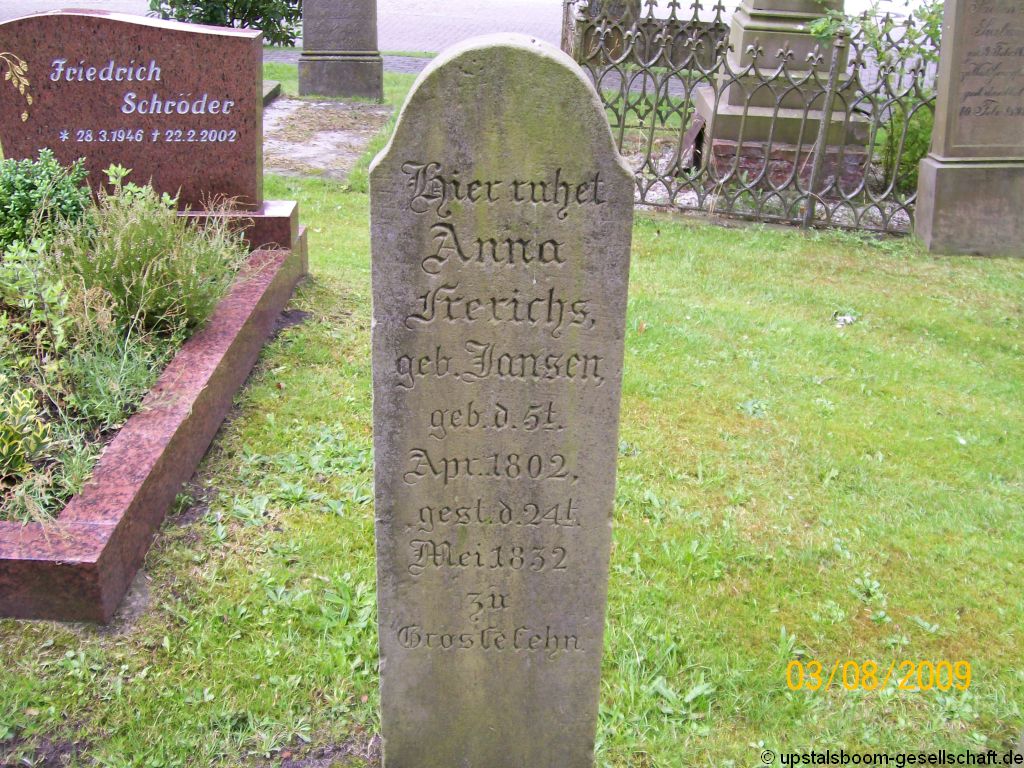 Friedrich
Schröder
* 28.3.1946 † 22.2.2002
Hier ruhet
Anna
Frerichs,
geb. Jansen,
geb. d. 5t.
Apr. 1802,
gest. d. 24t.
Mei 1832
zu
Grosfefehn.
03/08/2009
© upstalsboom-gesellschaft.de